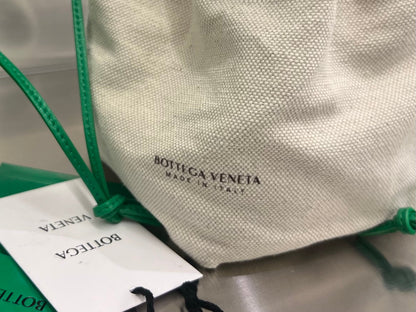 BOTTEGA VENETA
MADE IN ITALY
BOTTEGA
VENETA